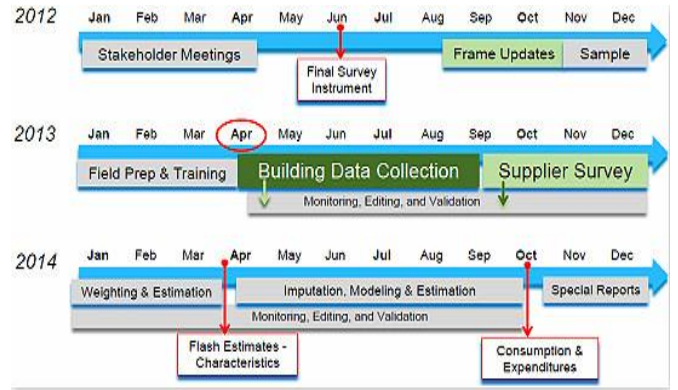 2012 Jan Feb Mar Apr May Jun Jul Aug Sep Oct Nov Dec
Stakeholder Meetings Frame Updates Sample
Final Survey
Instrument
2013 Jan Feb Mar Apr May Jun Jul Aug Sep Oct Nov Dec
Field Prep & Training Building Data Collection Supplier Survey
Monitoring, Editing, and Validation
2014 Jan Feb Mar Apr May Jun Jul Aug Sep Oct Nov Dec
Weighting & Estimation Imputation, Modeling & Estimation Special Reports
Monitoring, Editing, and Validation
Flash Estimates -
Characteristics
Consumption &
Expenditures